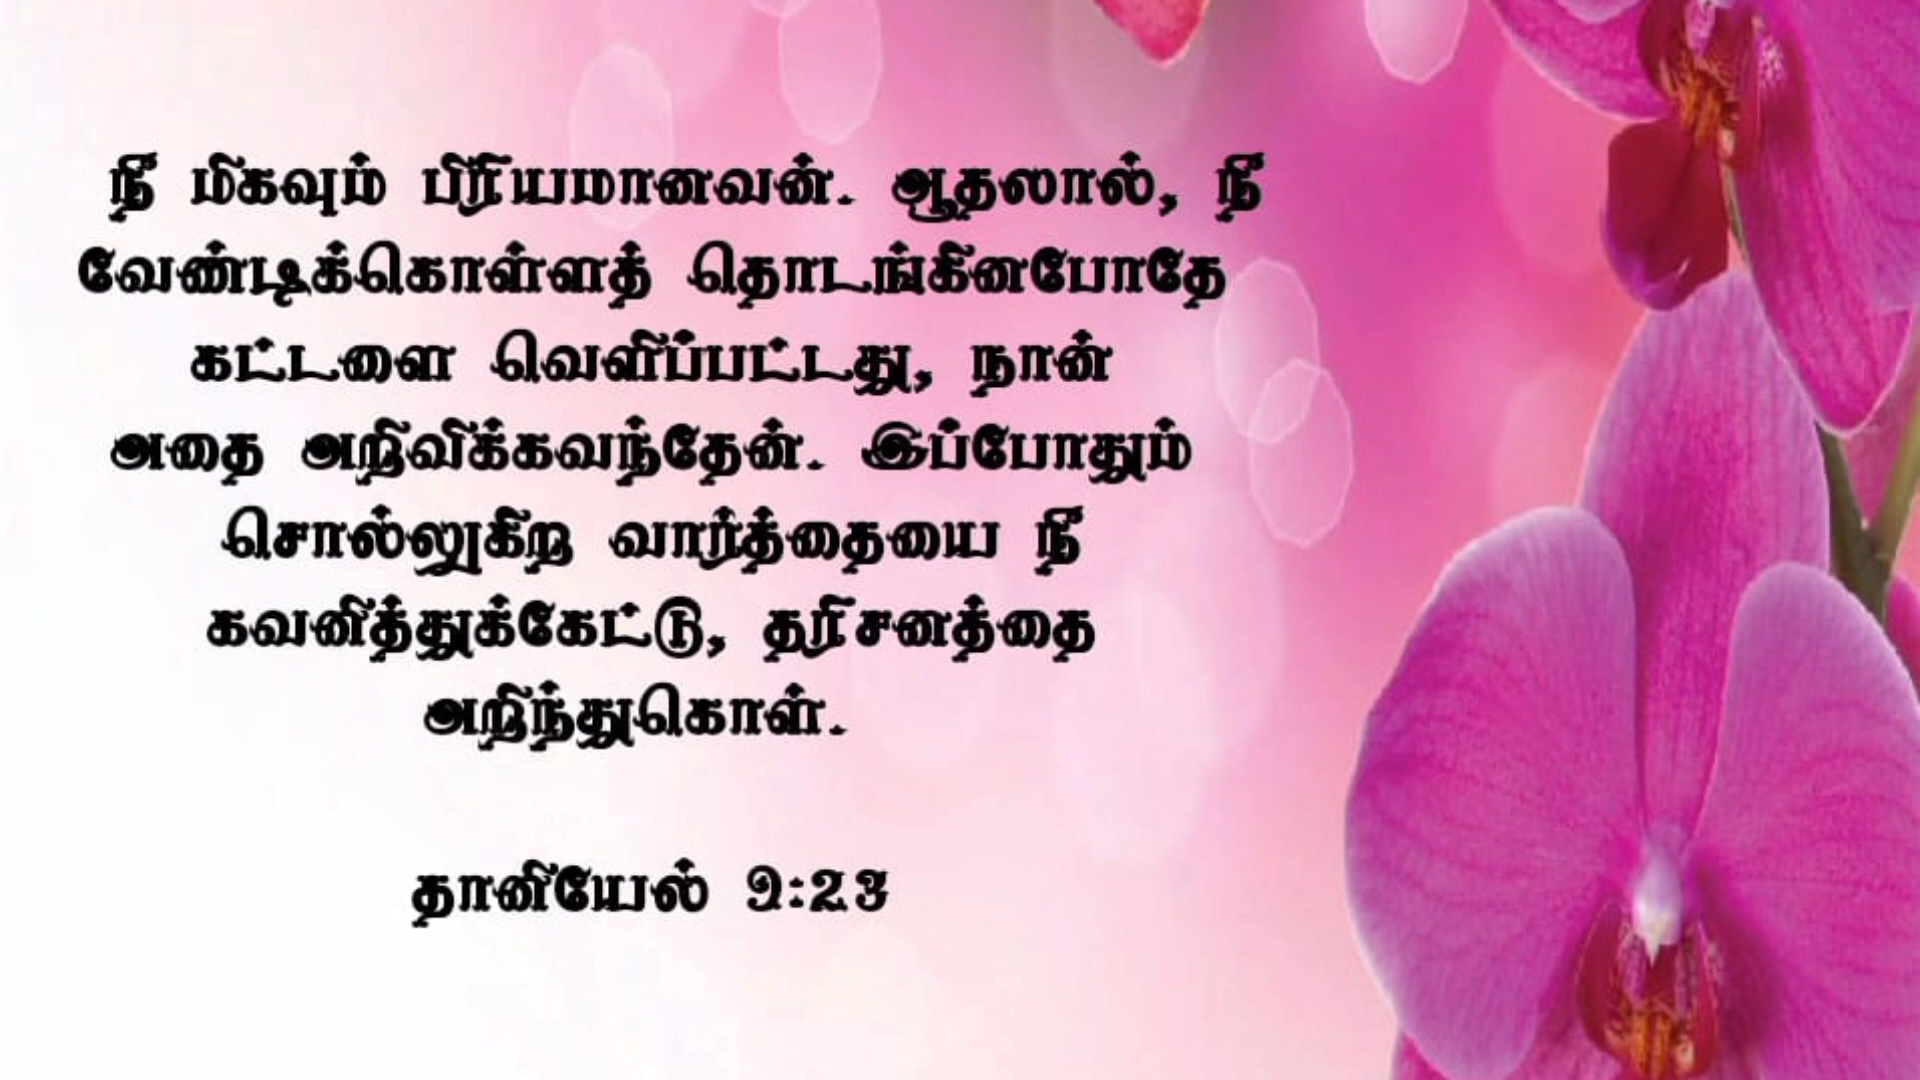 நீ மிகவும் பிரியமானவன். ஆதலால், நீ
வேண்டிக்கொள்ளத் தொடங்கினபோதே
கட்டளை வெளிப்பட்டது, நான்
அதை அறிவிக்கவந்தேன். இப்போதும்
சொல்லுகிற வார்த்தையை நீ
கவனித்துக்கேட்டு, தரிசனத்தை
அறிந்துகொள்.
தானியேல் 9:23